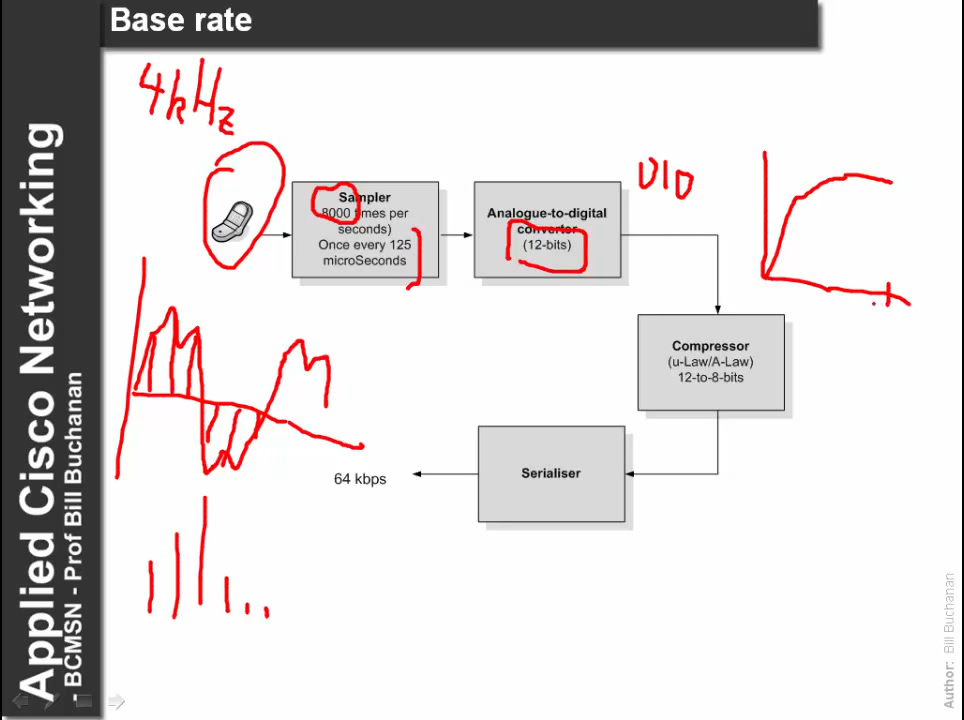 Base rate
4kHz
Sampler
8000 times per
seconds)
Once every 125
microSeconds
Analogue-to-digital
converter
(12-bits)
010
Compressor
(u-Law/A-Law)
12-to-8-bits
Serialiser
64 kbps
Applied Cisco Networking
- BCMSN - Prof Bill Buchanan
Author: Bill Buchanan